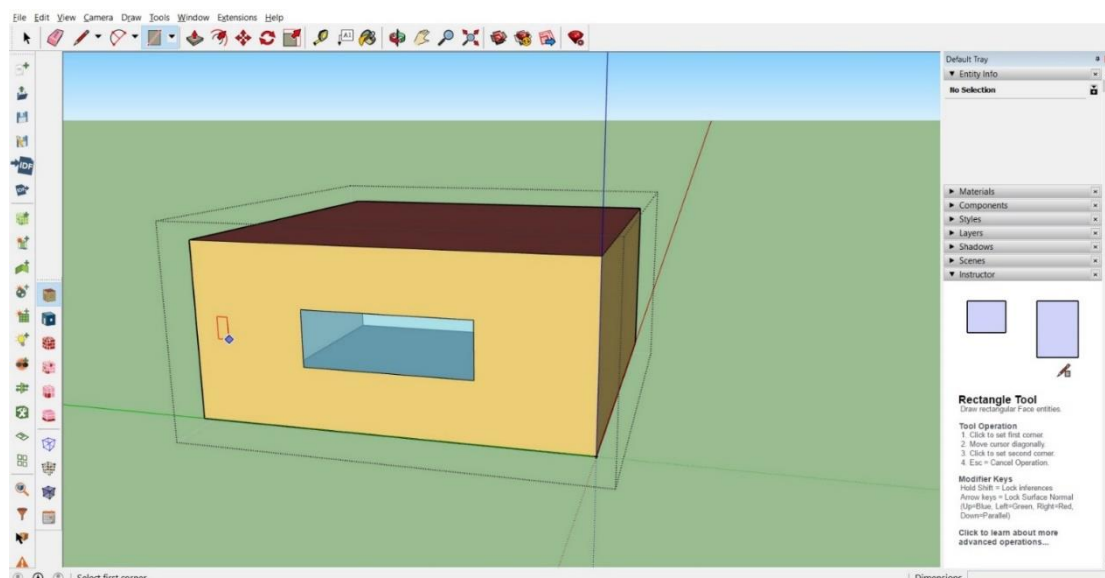 File Edit View Camera Draw Tools Window Extensions Help
A1
Default Tray
▼ Entity Info
No Selection
IDF
► Materials
► Components
► Styles
► Layers
► Shadows
► Scenes
▼ Instructor
Rectangle Tool
Draw rectangular Face entities.
Tool Operation
1. Click to set first corner.
2. Move cursor diagonally.
3. Click to set second corner.
4. Esc = Cancel Operation.
Modifier Keys
Hold Shift = Lock inferences
Arrow keys = Lock Surface Normal
(Up=Blue, Left=Green, Right=Red,
Down=Parallel)
Click to learn about more
advanced operations...
Select first corner.
Dimensions